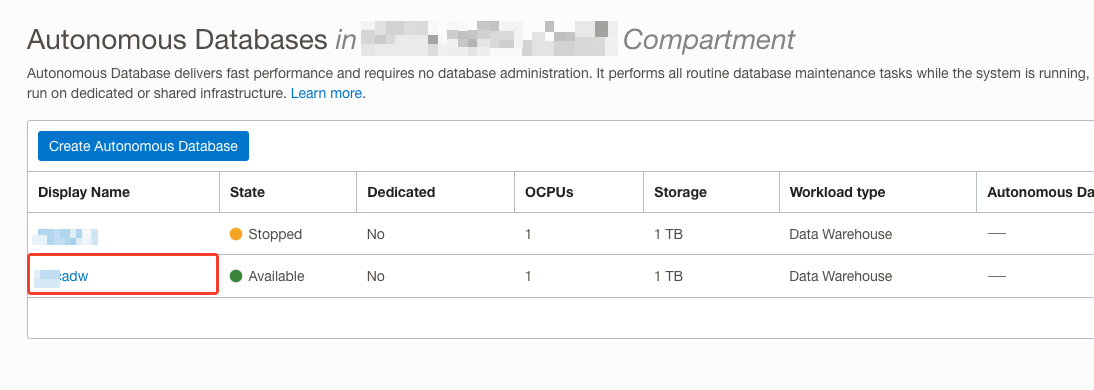 Autonomous Databases in Compartment
Autonomous Database delivers fast performance and requires no database administration. It performs all routine database maintenance tasks while the system is running,
run on dedicated or shared infrastructure. Learn more.
Create Autonomous Database
Display Name State Dedicated OCPUs Storage Workload type Autonomous Da
Stopped No 1 1 TB Data Warehouse —
adw Available No 1 1 TB Data Warehouse —